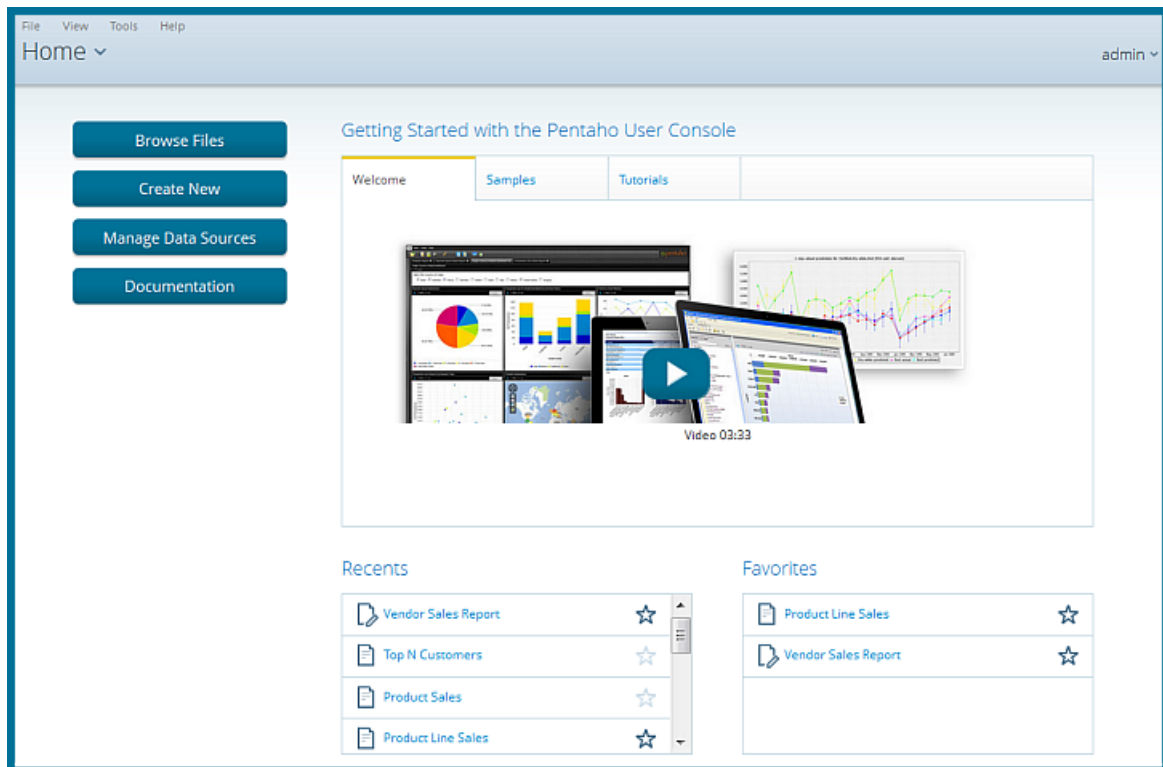 File View Tools Help
Home
admin
Browse Files
Create New
Manage Data Sources
Documentation
Getting Started with the Pentaho User Console
Welcome Samples Tutorials
Video 03:33
Recents
Vendor Sales Report
Top N Customers
Product Sales
Product Line Sales
Favorites
Product Line Sales
Vendor Sales Report